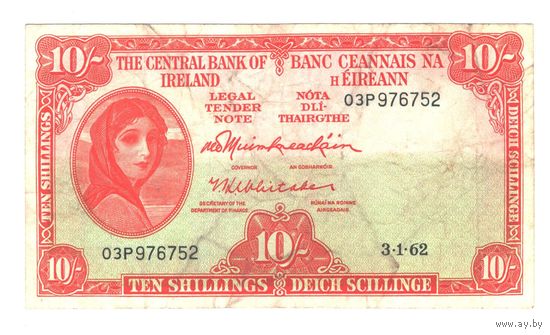 10/-
THE CENTRAL BANK OF
IRELAND
BANC CEANNAIS NA
H ÉIREANN
10/-
LEGAL
TENDER
NOTE
NÓTA
DLÍ-
THAIRGTHE
03P976752
TEN SHILLINGS
DEICH SCILLINGE
GOVERNOR
AN GOBHARNÓIR
SECRETARY OF THE
DEPARTMENT OF FINANCE
RÚNAÍ NA ROINNE
AIRGEADAIS
03P976752
10/-
3·1·62
10/-
TEN SHILLINGS
DEICH SCILLINGE
10/-
www.ay.by